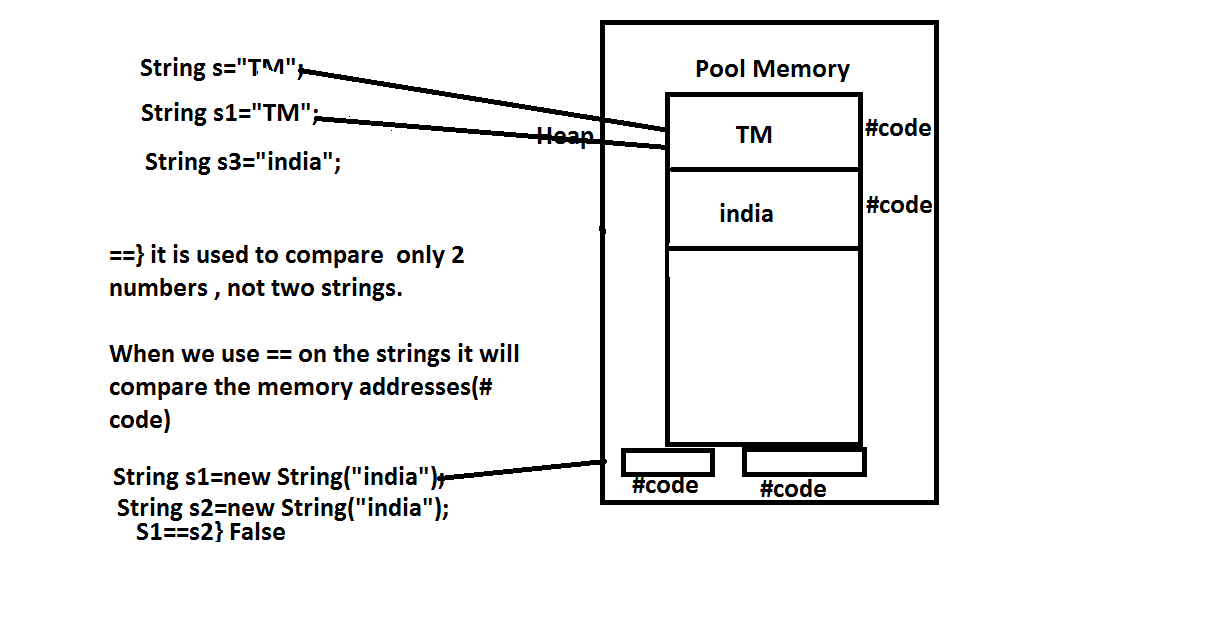 String s="TM";
String s1="TM";
String s3="india";
==} it is used to compare  only 2
numbers , not two strings.
When we use == on the strings it will
compare the memory addresses(#
code)
String s1=new String("india");
String s2=new String("india");
S1==s2} False
Heap
Pool Memory
TM
#code
india
#code
#code
#code